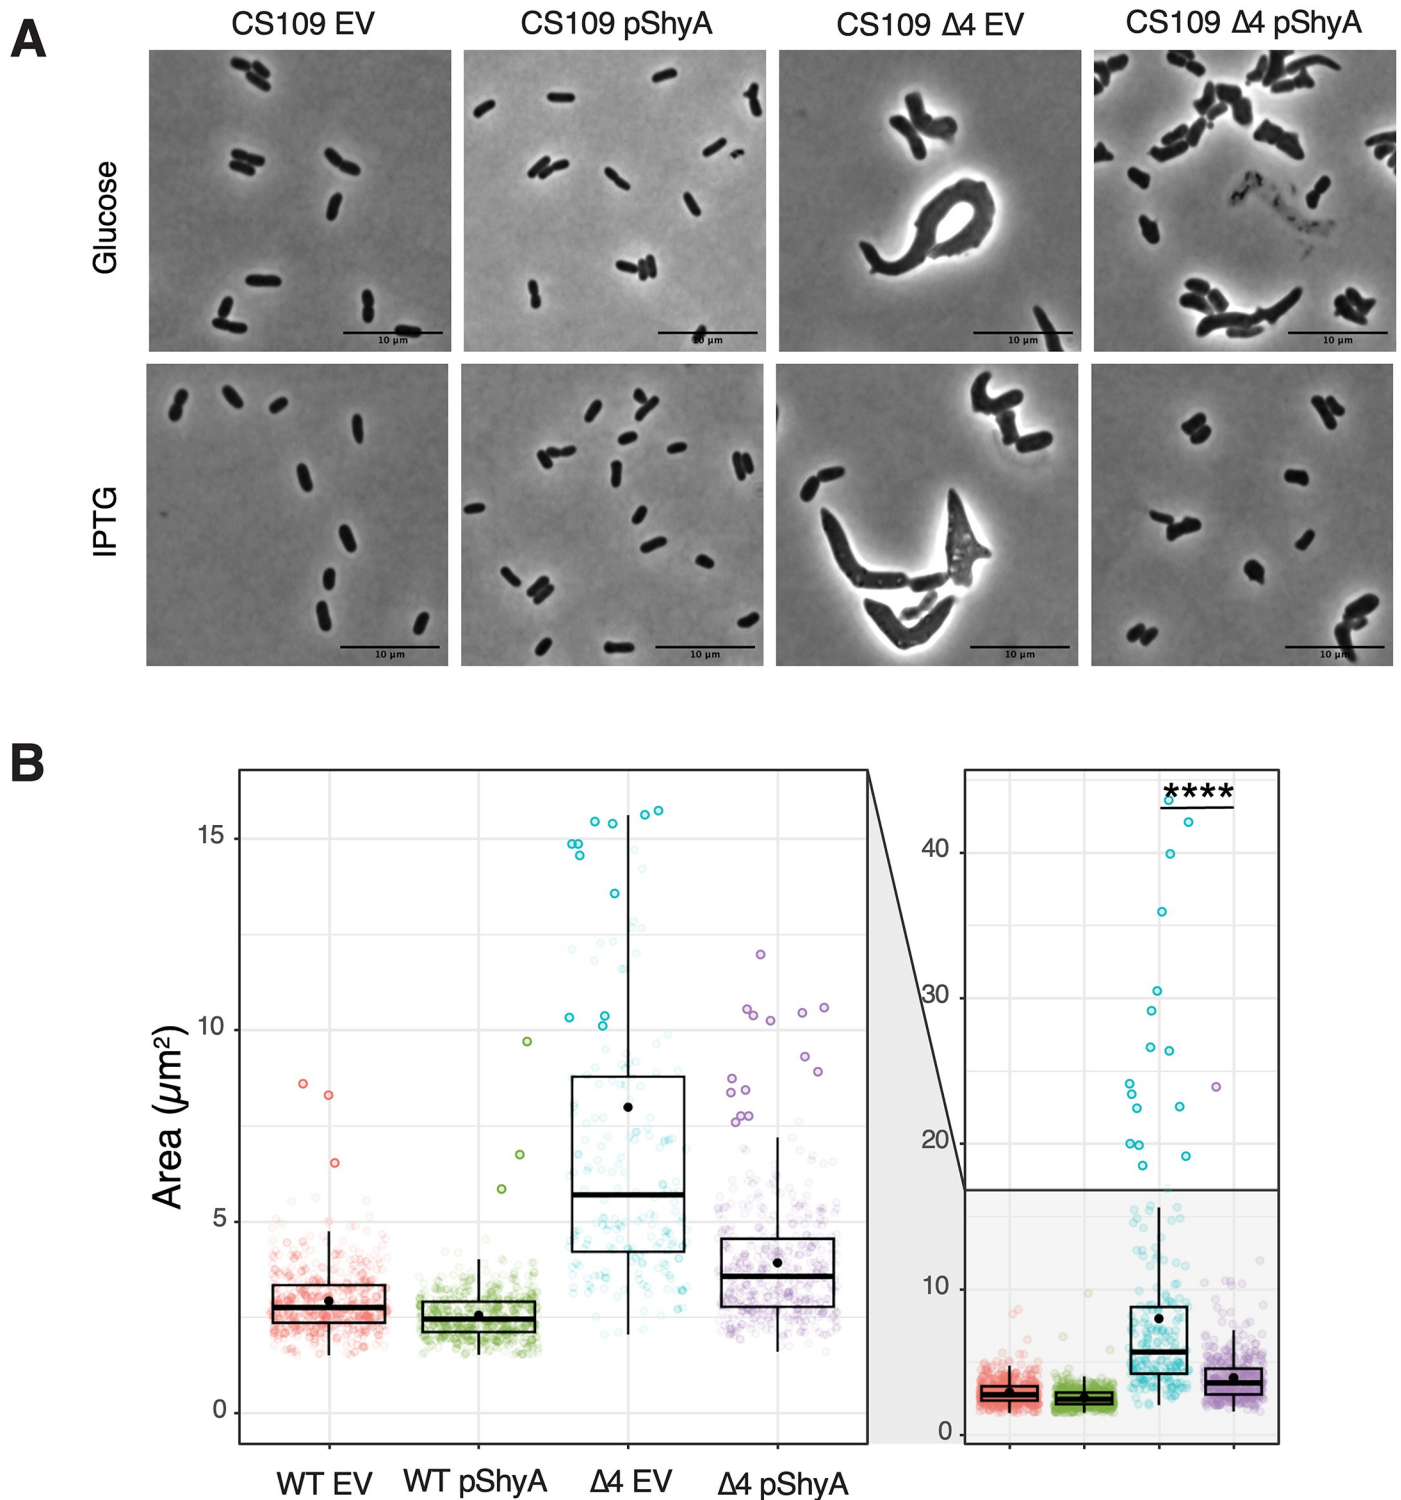 A
CS109 EV
CS109 pShyA
CS109 Δ4 EV
CS109 Δ4 pShyA
Glucose
10 µm
10 µm
10 µm
10 µm
IPTG
10 µm
10 µm
10 µm
10 µm
B
Area (µm²)
15
10
5
0
WT EV
WT pShyA
Δ4 EV
Δ4 pShyA
****
40
30
20
10
0